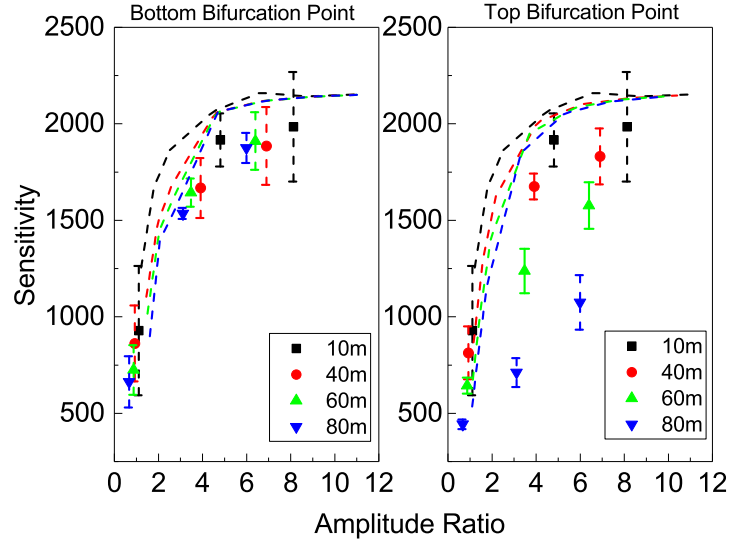 Bottom Bifurcation Point
Top Bifurcation Point
Sensitivity
2500
2000
1500
1000
500
0 2 4 6 8 10 12
10m
40m
60m
80m
2500
2000
1500
1000
500
0 2 4 6 8 10 12
10m
40m
60m
80m
Amplitude Ratio